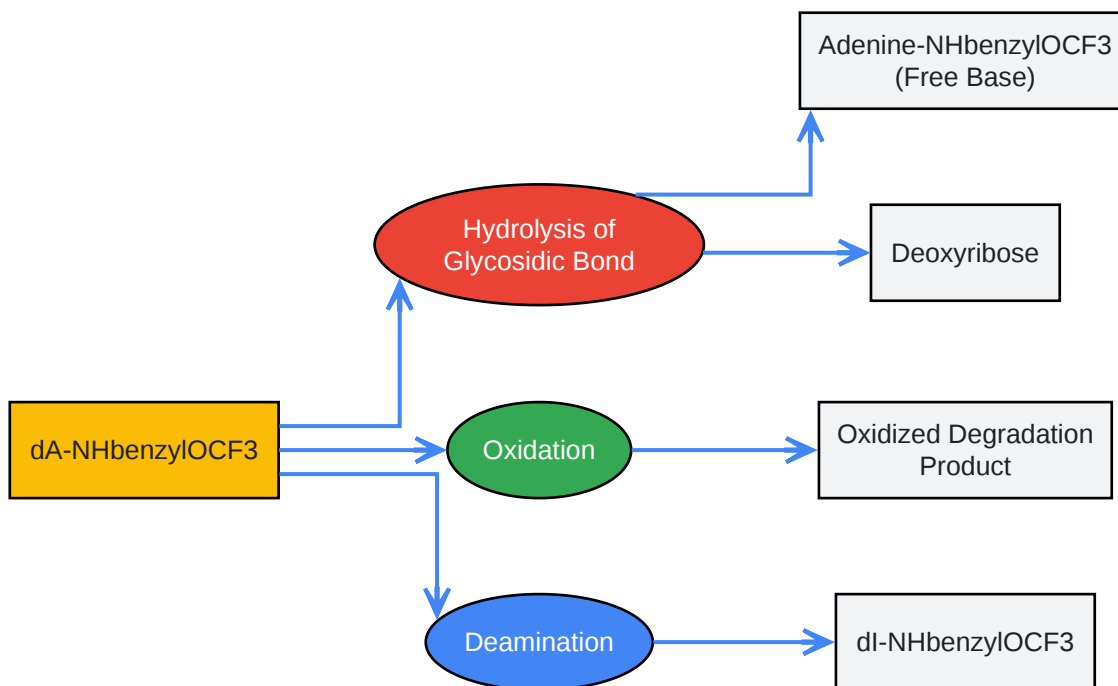 Adenine-NHbenzylOCF3
(Free Base)
Hydrolysis of
Glycosidic Bond
Deoxyribose
dA-NHbenzylOCF3
Oxidation
Oxidized Degradation
Product
Deamination
dI-NHbenzylOCF3